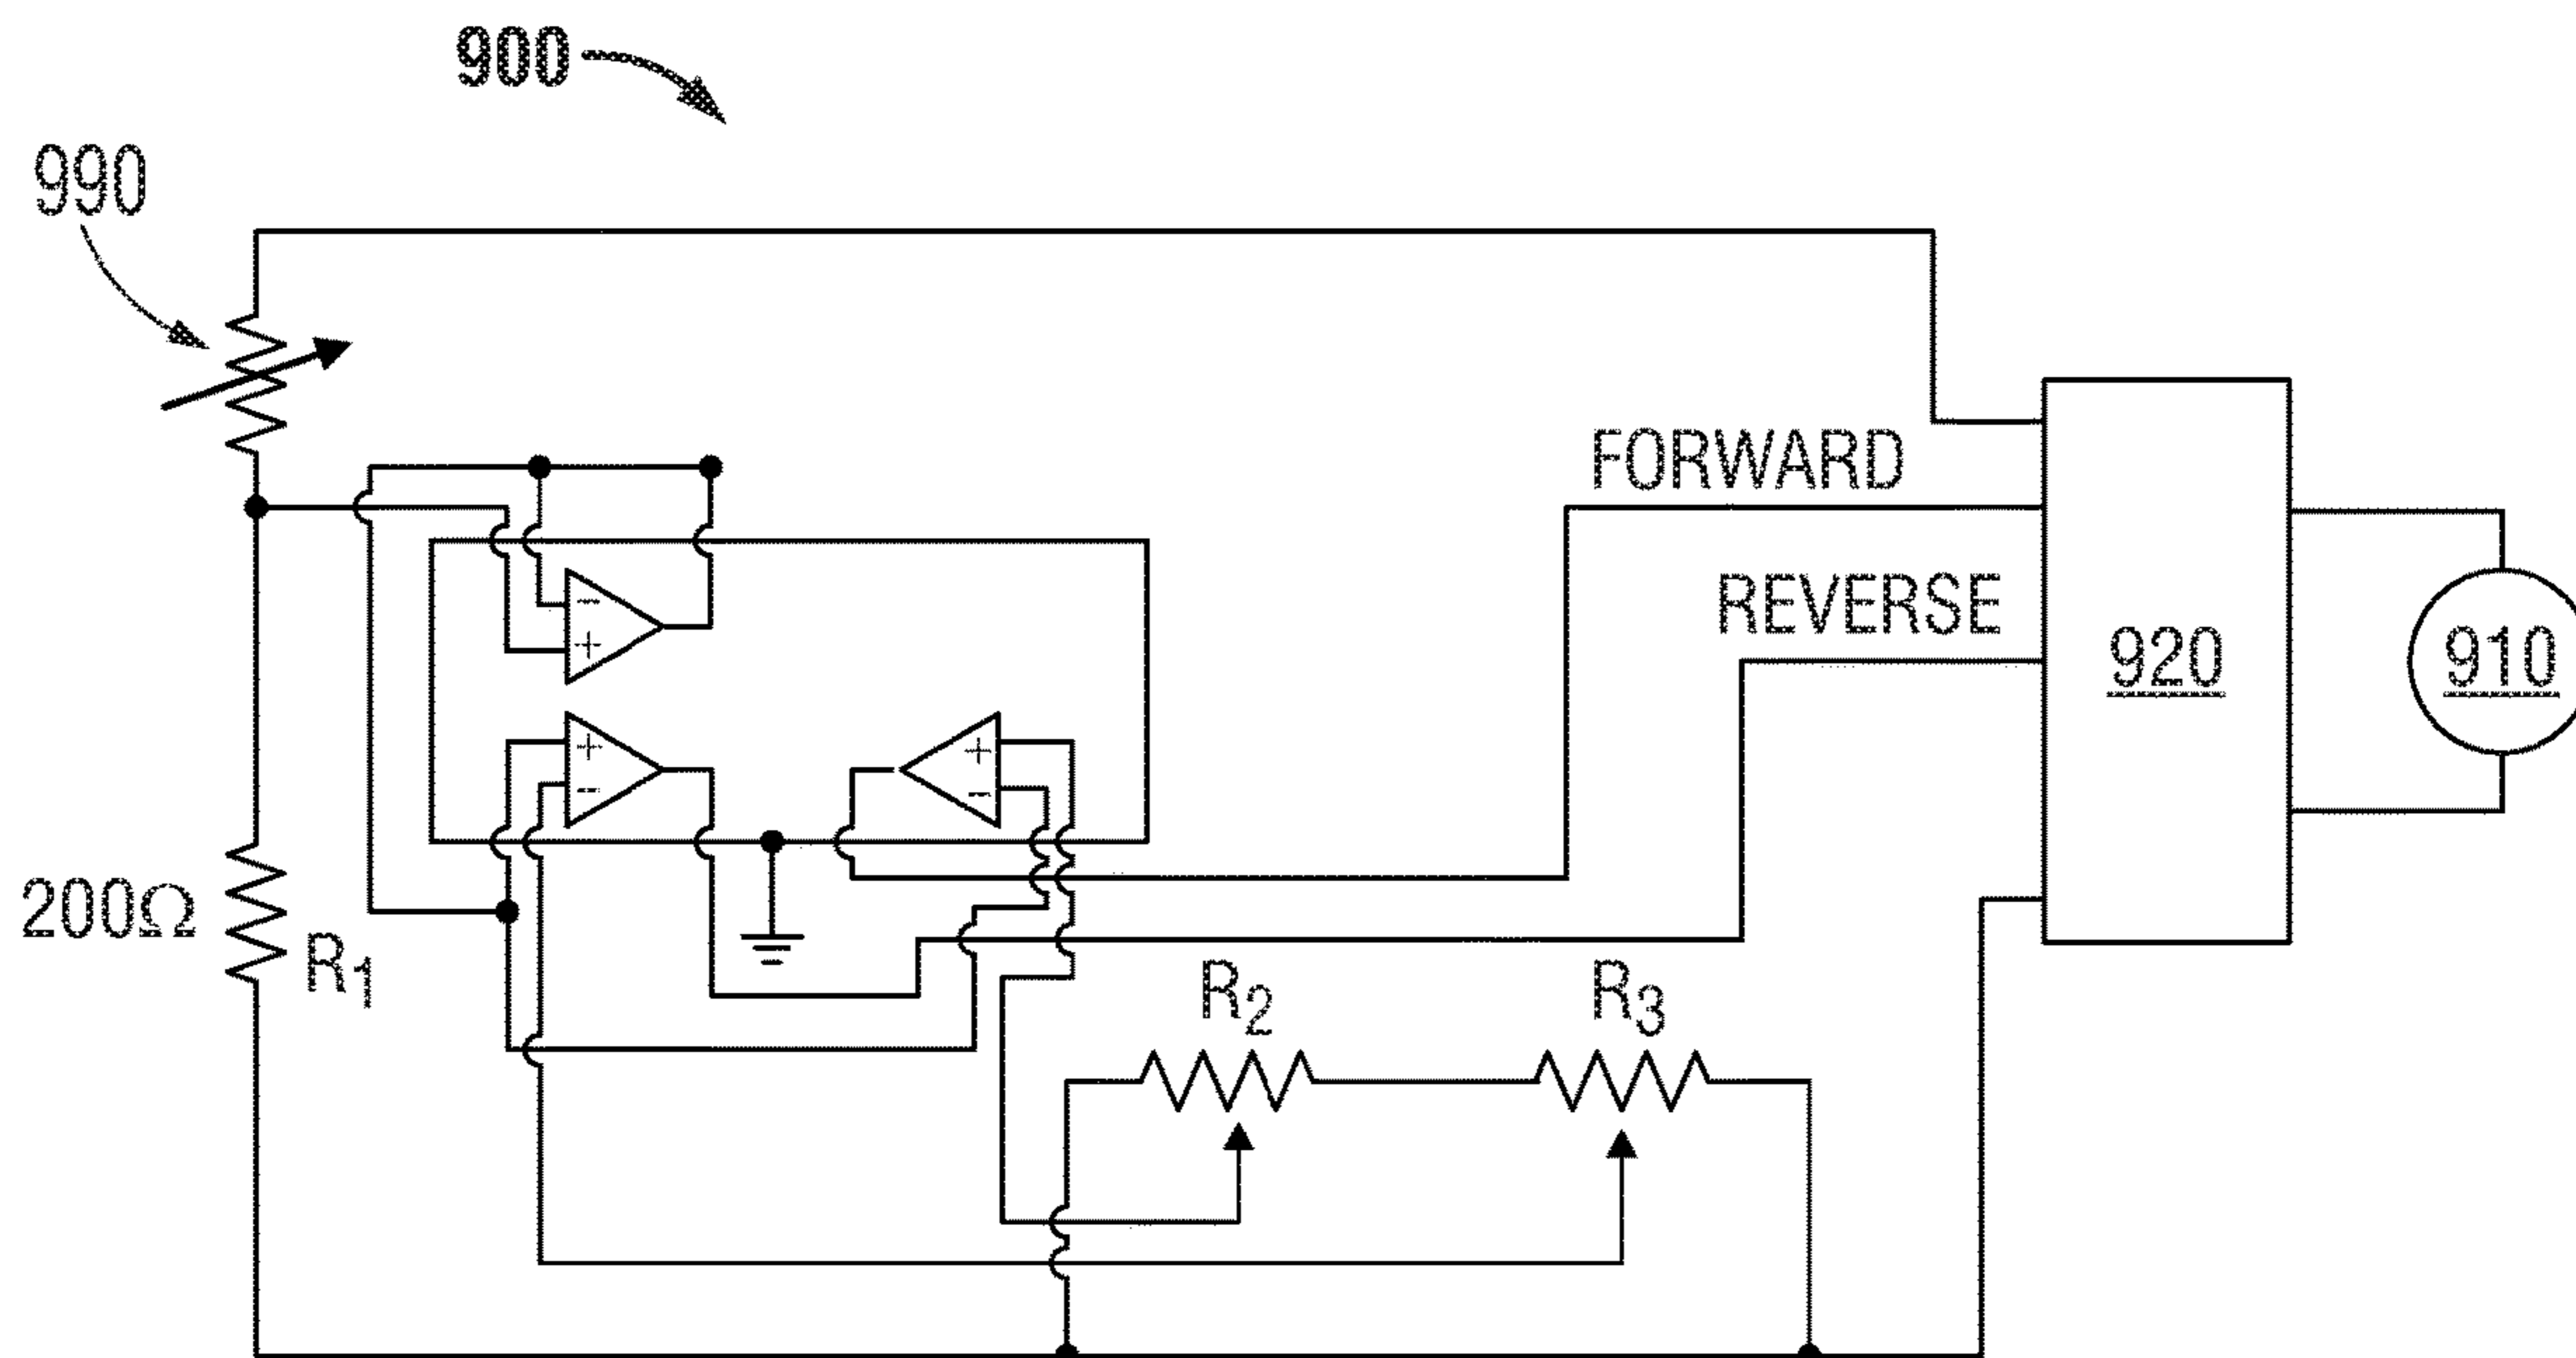 900
990
FORWARD
REVERSE
920
910
−
+
+
−
+
−
200Ω
R₁
R₂
R₃